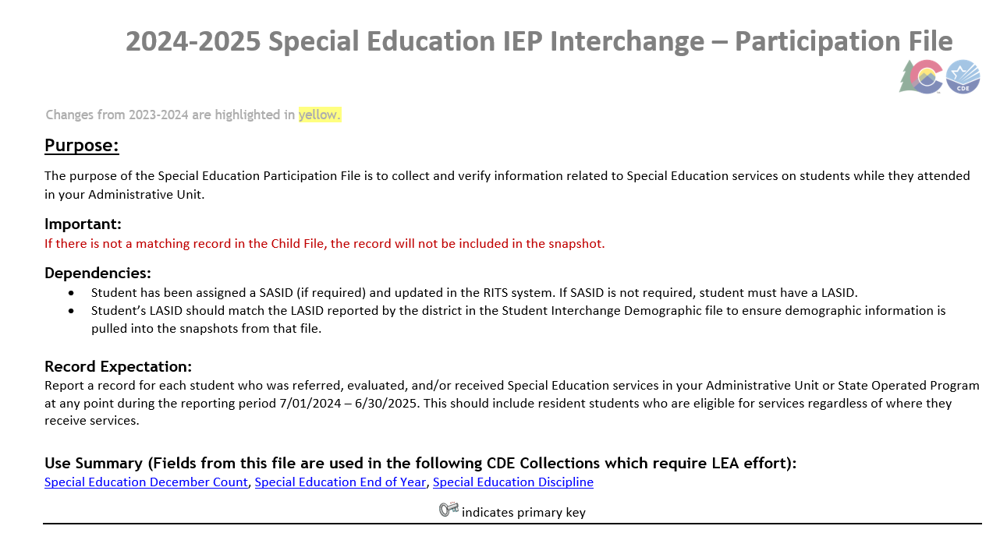 2024-2025 Special Education IEP Interchange – Participation File
CDE
Changes from 2023-2024 are highlighted in yellow.
Purpose:
The purpose of the Special Education Participation File is to collect and verify information related to Special Education services on students while they attended
in your Administrative Unit.
Important:
If there is not a matching record in the Child File, the record will not be included in the snapshot.
Dependencies:
• Student has been assigned a SASID (if required) and updated in the RITS system. If SASID is not required, student must have a LASID.
• Student’s LASID should match the LASID reported by the district in the Student Interchange Demographic file to ensure demographic information is
pulled into the snapshots from that file.
Record Expectation:
Report a record for each student who was referred, evaluated, and/or received Special Education services in your Administrative Unit or State Operated Program
at any point during the reporting period 7/01/2024 – 6/30/2025. This should include resident students who are eligible for services regardless of where they
receive services.
Use Summary (Fields from this file are used in the following CDE Collections which require LEA effort):
Special Education December Count, Special Education End of Year, Special Education Discipline
indicates primary key